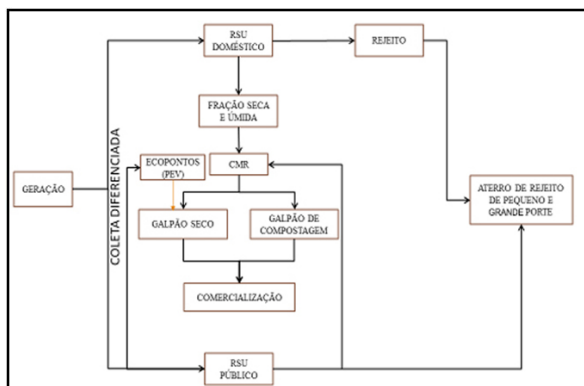 RSU
DOMÉSTICO
REJEITO
FRAÇÃO SECA
E ÚMIDA
COLETA DIFERENCIADA
ECOPONTOS
(PEV)
CMR
GERAÇÃO
GALPÃO SECO
GALPÃO DE
COMPOSTAGEM
ATERRO DE REJEITO
DE PEQUENO E
GRANDE PORTE
COMERCIALIZAÇÃO
RSU
PÚBLICO